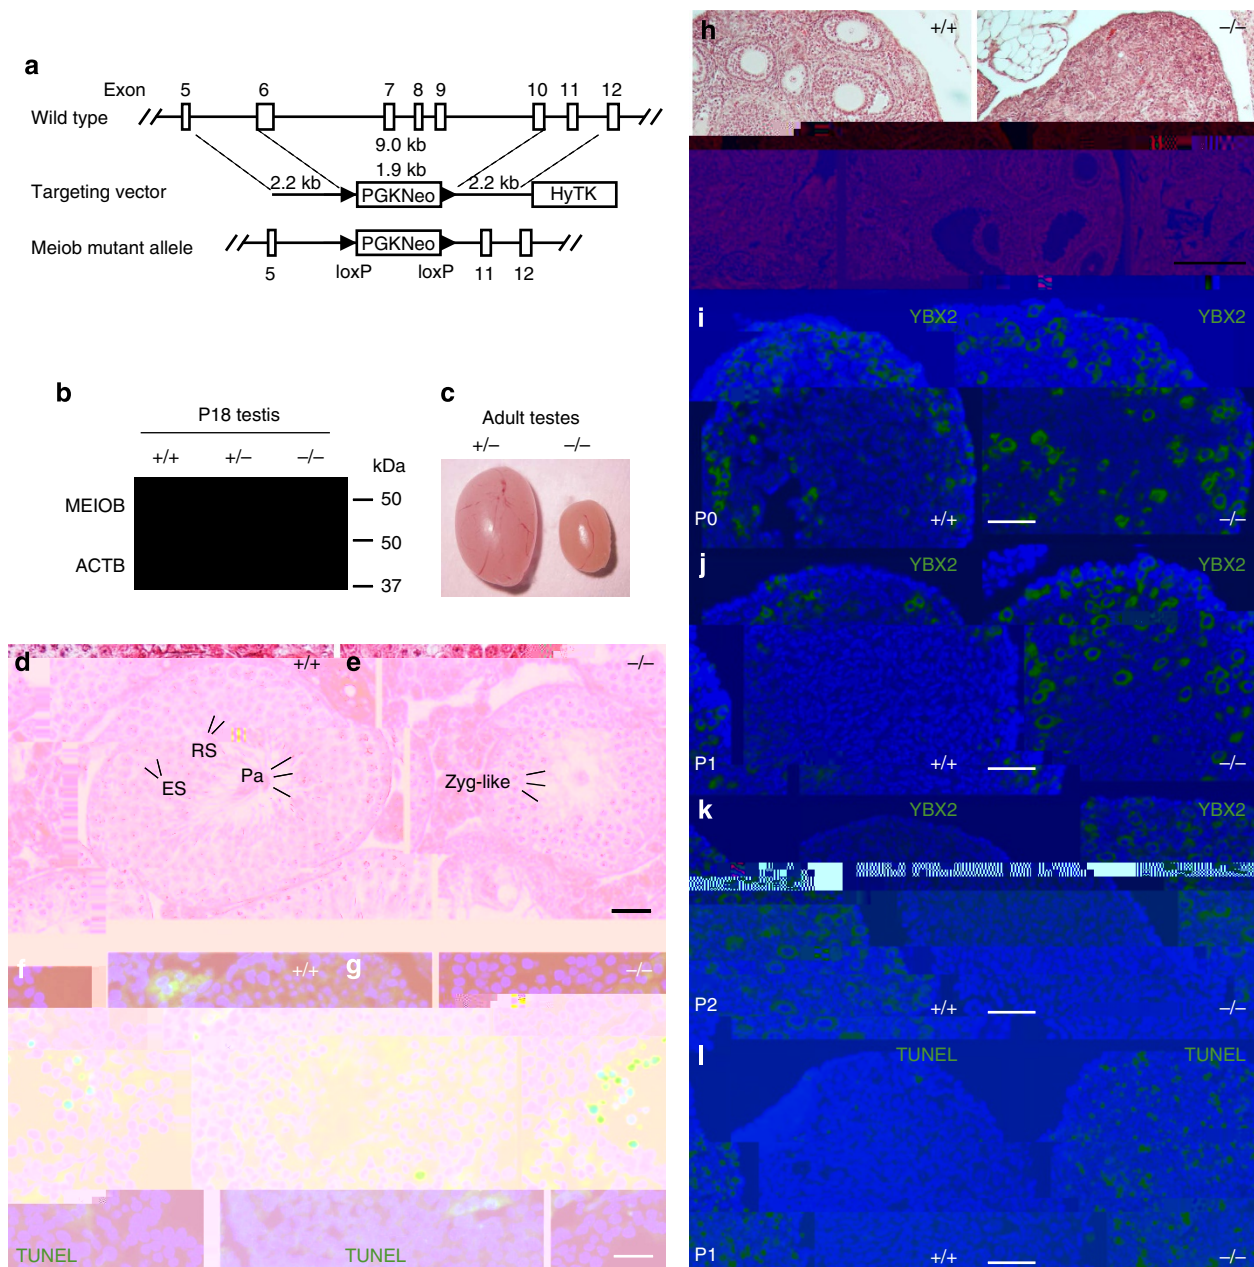 a
Exon 5 6 7 8 9 10 11 12
Wild type
9.0 kb
1.9 kb
2.2 kb 2.2 kb
Targeting vector PGKNeo HyTK
Meiob mutant allele PGKNeo
5 loxP loxP 11 12
b
P18 testis
+/+ +/– –/–
kDa
MEIOB 50
50
ACTB
37
c
Adult testes
+/– –/–
d +/+
RS
Pa
ES
e –/–
Zyg-like
f +/+
TUNEL
g –/–
TUNEL
h +/+ –/–
i YBX2 YBX2
P0 +/+ –/–
j YBX2 YBX2
P1 +/+ –/–
k YBX2 YBX2
P2 +/+ –/–
l TUNEL TUNEL
P1 +/+ –/–